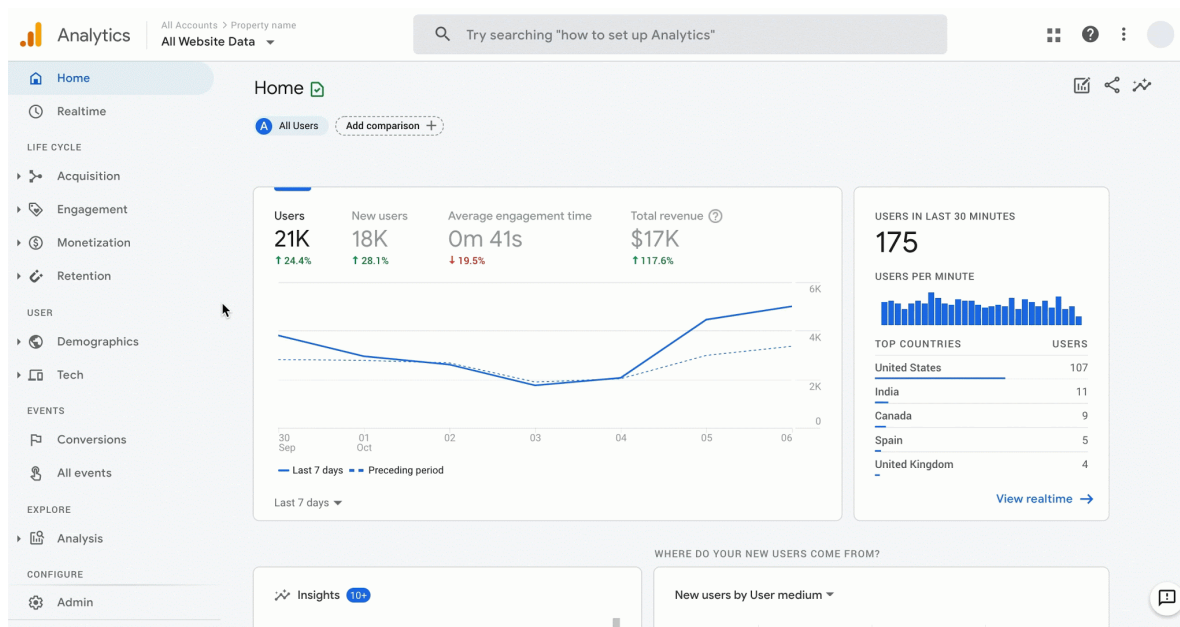 Analytics
All Accounts > Property name
All Website Data
Try searching "how to set up Analytics"
Home
Realtime
LIFE CYCLE
Acquisition
Engagement
Monetization
Retention
USER
Demographics
Tech
EVENTS
Conversions
All events
EXPLORE
Analysis
CONFIGURE
Admin
Home
A All Users
Add comparison +
Users
21K
↑ 24.4%
New users
18K
↑ 28.1%
Average engagement time
0m 41s
↓ 19.5%
Total revenue
$17K
↑ 117.6%
6K
4K
2K
0
30 01 02 03 04 05 06
Sep Oct
Last 7 days Preceding period
Last 7 days
USERS IN LAST 30 MINUTES
175
USERS PER MINUTE
TOP COUNTRIES USERS
United States 107
India 11
Canada 9
Spain 5
United Kingdom 4
View realtime →
Insights 10+
WHERE DO YOUR NEW USERS COME FROM?
New users by User medium